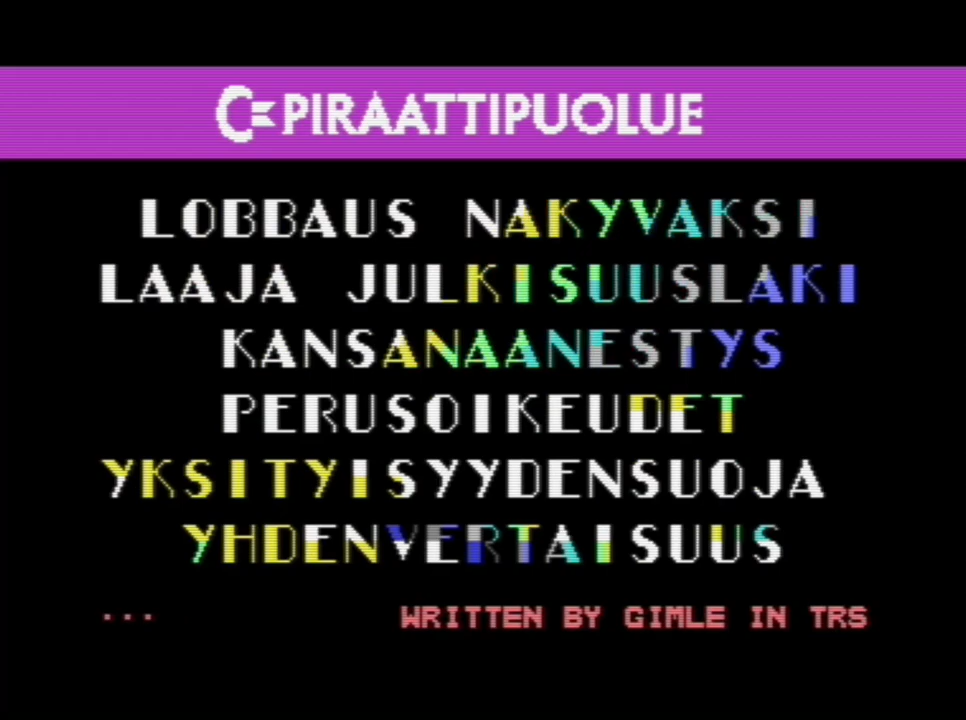 PIRAATTIPUOLUE
LOBBAUS NAKYVAKSI
LAAJA JULKISUUSLAKI
KANSANAANESTYS
PERUSOIKEUDET
YKSITYISYYDENSUOJA
YHDENVERTAISUUS
... WRITTEN BY GIMLE IN TRS